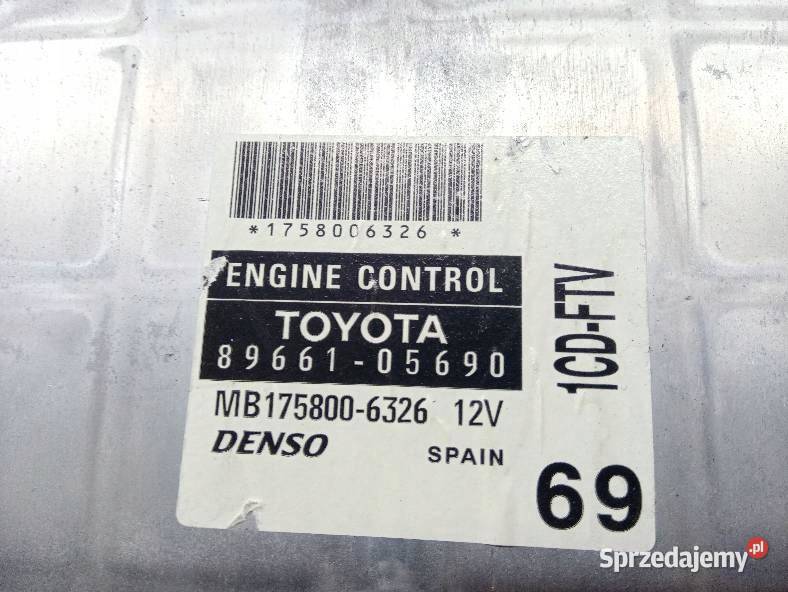 *1758006326 *
ENGINE CONTROL
TOYOTA
89661-05690
MB175800-6326 12V
DENSO SPAIN
1CD-FTV
69
Sprzedajemy.pl